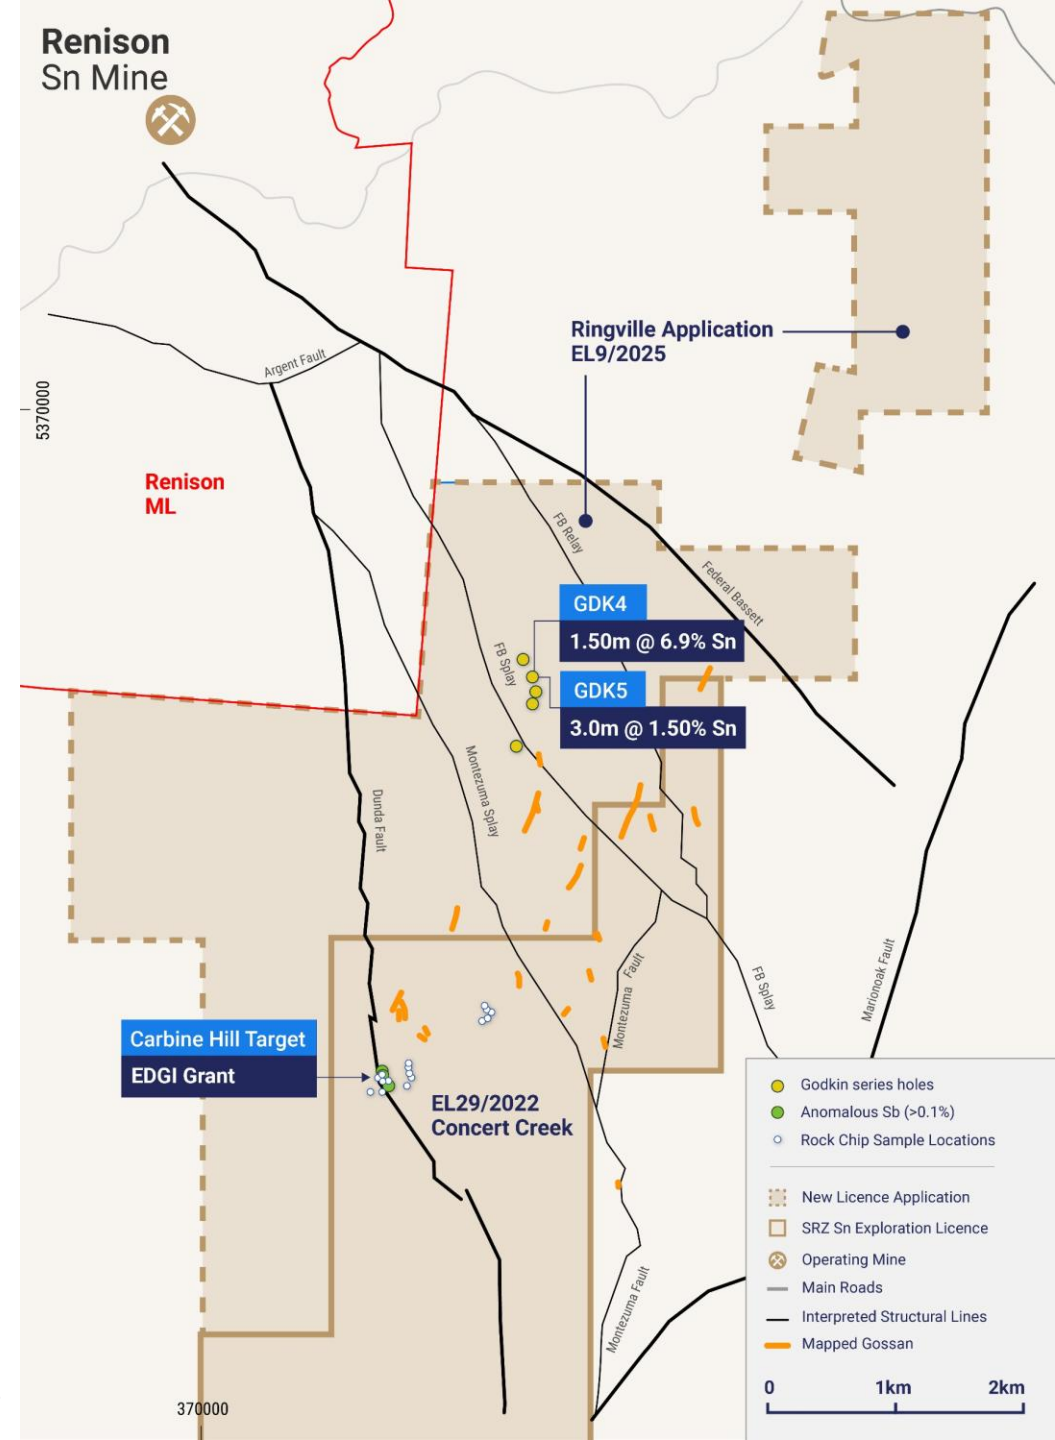 Renison
Sn Mine
Ringville Application
EL9/2025
Argent Fault
5370000
Renison
ML
FB Relay
Federal Bassett
GDK4
1.50m @ 6.9% Sn
FB Splay
GDK5
3.0m @ 1.50% Sn
Montezuma Splay
Dunda Fault
Montezuma Fault
FB Splay
Marionoak Fault
Carbine Hill Target
EDGI Grant
EL29/2022
Concert Creek
Montezuma Fault
370000
Godkin series holes
Anomalous Sb (>0.1%)
Rock Chip Sample Locations
New Licence Application
SRZ Sn Exploration Licence
Operating Mine
Main Roads
Interpreted Structural Lines
Mapped Gossan
0 1km 2km